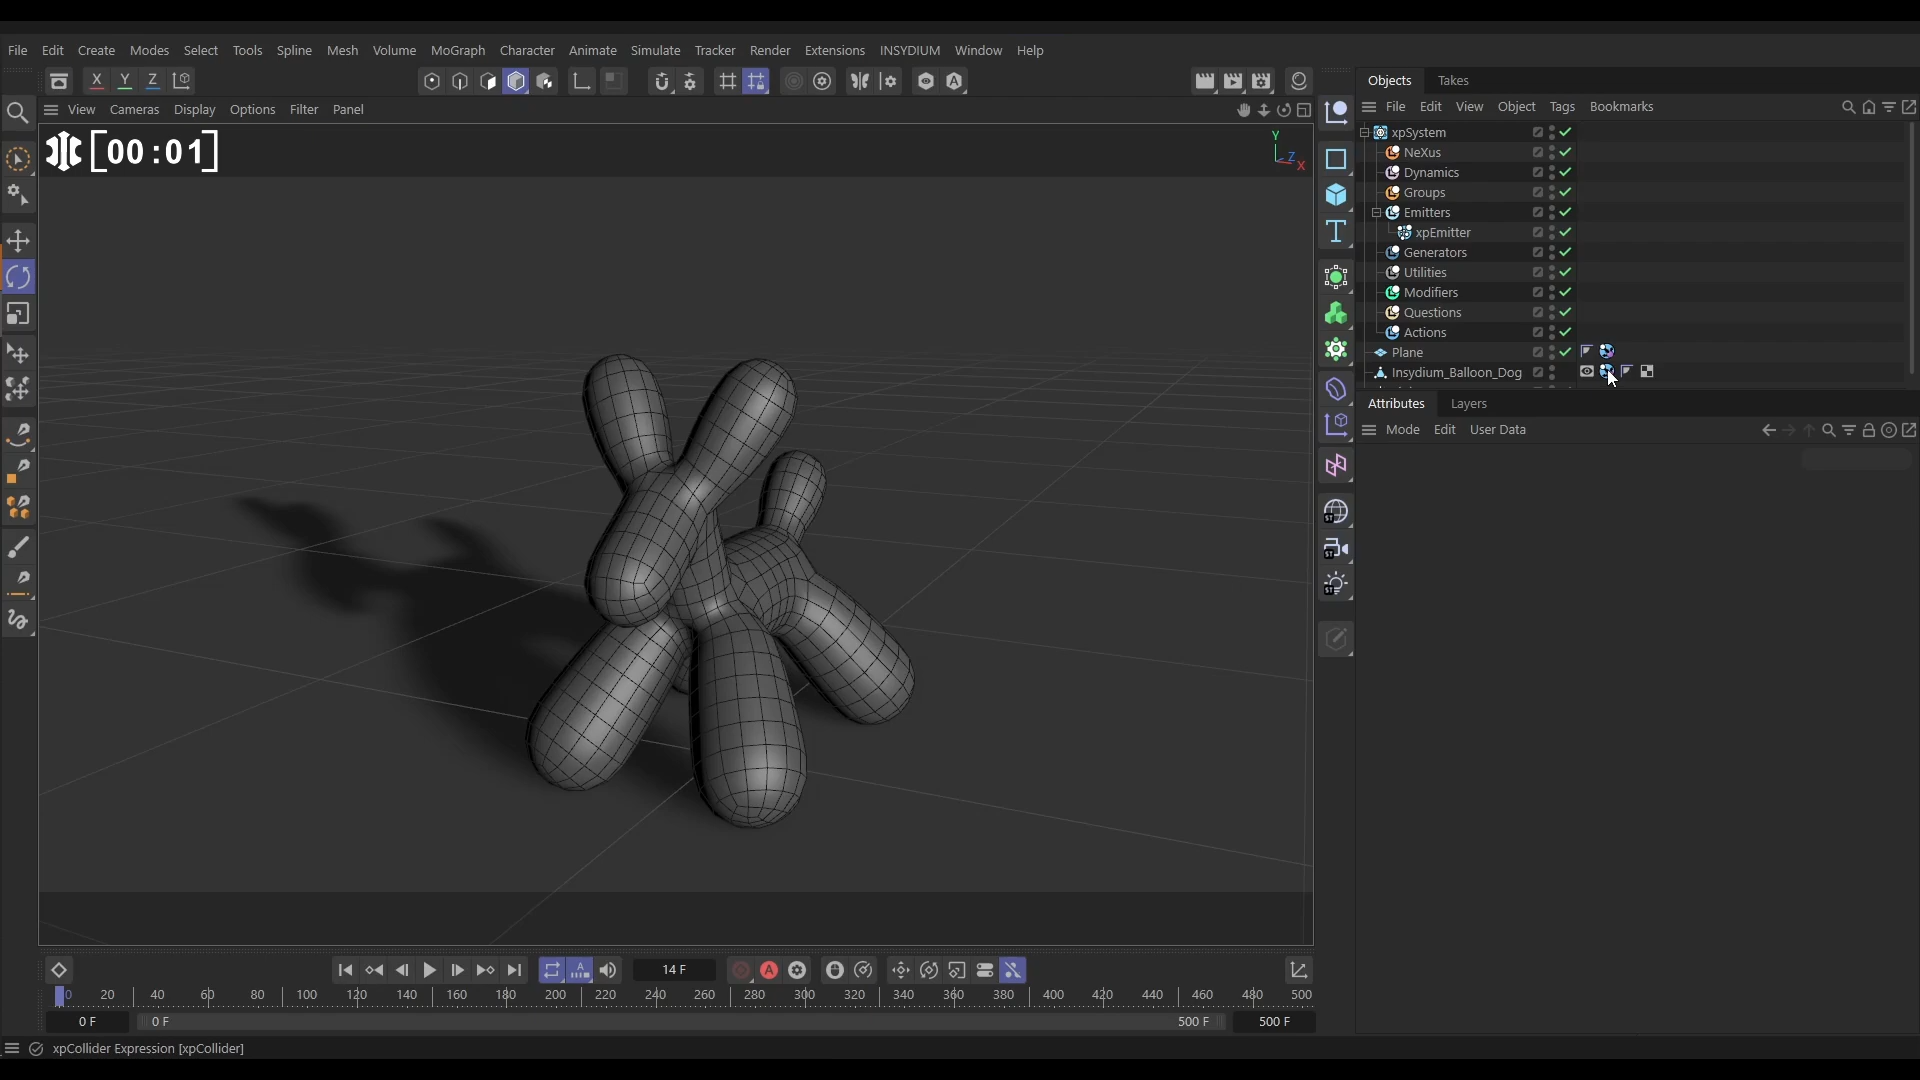 File Edit Create Modes Select Tools Spline Mesh Volume MoGraph Character Animate Simulate Tracker Render Extensions INSYDIUM Window Help
X Y Z
Objects Takes
File Edit View Object Tags Bookmarks
View Cameras Display Options Filter Panel
[00:01]
Y
Z
X
xpSystem
NeXus
Dynamics
Groups
Emitters
xpEmitter
Generators
Utilities
Modifiers
Questions
Actions
Plane
Insydium_Balloon_Dog
Attributes Layers
Mode Edit User Data
T
ST
ST
ST
A 14 F A
0 20 40 60 80 100 120 140 160 180 200 220 240 260 280 300 320 340 360 380 400 420 440 460 480 500
0 F 0 F 500 F 500 F
xpCollider Expression [xpCollider]